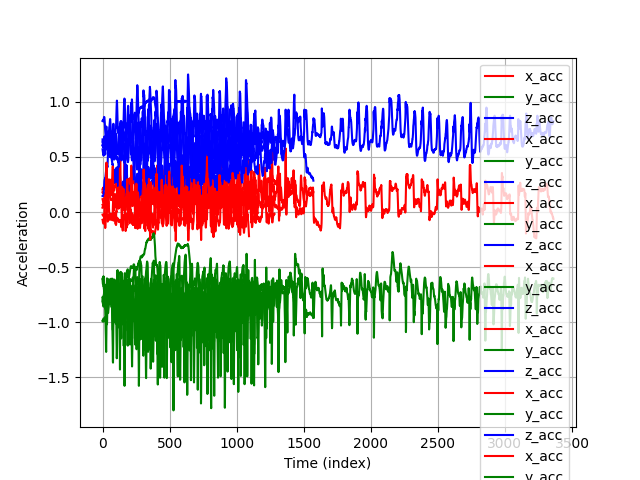 1.0
0.5
0.0
−0.5
−1.0
−1.5
Acceleration
0
500
1000
1500
2000
2500
3000
3500
Time (index)
x_acc
y_acc
z_acc
x_acc
y_acc
z_acc
x_acc
y_acc
z_acc
x_acc
y_acc
z_acc
x_acc
y_acc
z_acc
x_acc
y_acc
z_acc
x_acc
y_acc